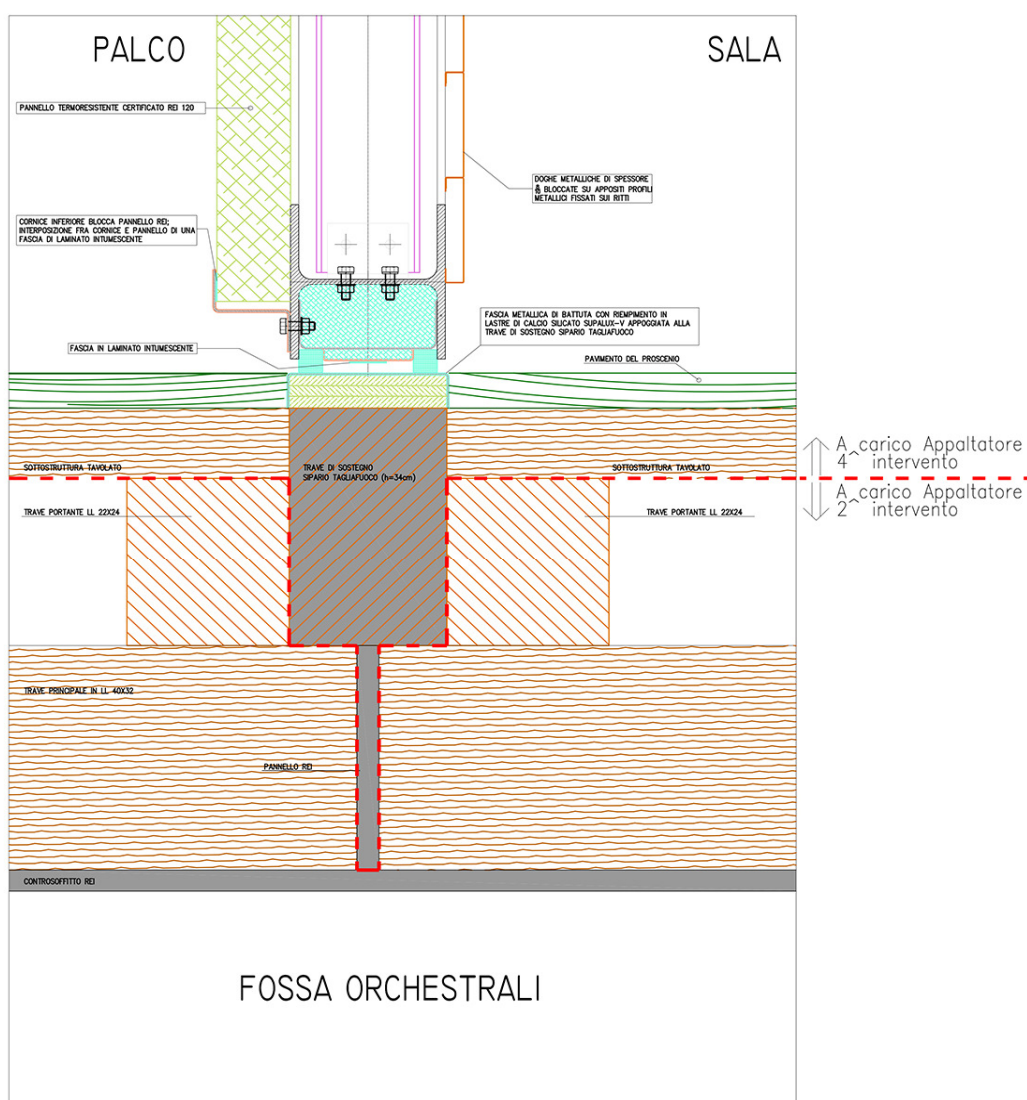 PALCO
SALA
PANNELLO TERMORESISTENTE CERTIFICATO REI 120
DOGHE METALLICHE DI SPESSORE
BLOCCATE SU APPOSITI PROFILI
METALLICI FISSATI SUI RITTI
CORNICE INFERIORE BLOCCA PANNELLO REI;
INTERPOSIZIONE FRA CORNICE E PANNELLO DI UNA
FASCIA DI LAMINATO INTUMESCENTE
FASCIA METALLICA DI BATTUTA CON RIEMPIMENTO IN
LASTRE DI CALCIO SILICATO SUPALUX-V APPOGGIATA ALLA
TRAVE DI SOSTEGNO SIPARIO TAGLIAFUOCO
FASCIA IN LAMINATO INTUMESCENTE
PAVIMENTO DEL PROSCENIO
A carico Appaltatore
4^ intervento
SOTTOSTRUTTURA TAVOLATO
TRAVE DI SOSTEGNO
SIPARIO TAGLIAFUOCO (h=34cm)
SOTTOSTRUTTURA TAVOLATO
A carico Appaltatore
2^ intervento
TRAVE PORTANTE LL 22X24
TRAVE PORTANTE LL 22X24
TRAVE PRINCIPALE IN LL 40X32
PANNELLO REI
CONTROSOFFITTO REI
FOSSA ORCHESTRALI